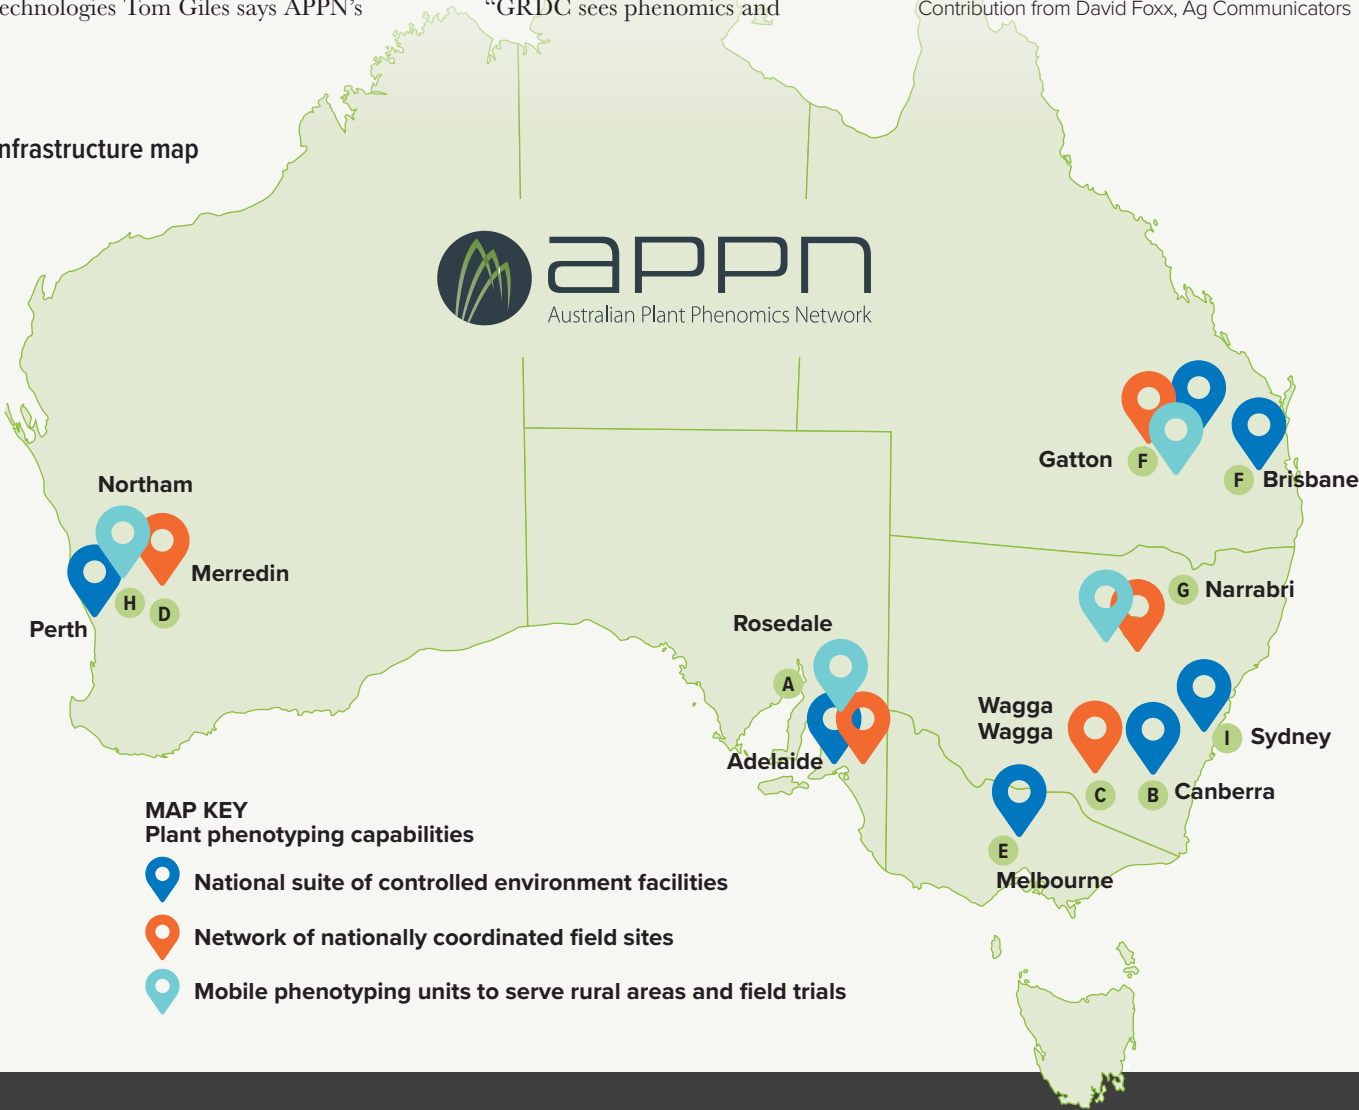 Tom Giles says APPN's
“GRDC sees phenomics and
Contribution from David Foxx, Ag Communicators
map
appn
Australian Plant Phenomics Network
Gatton
F
F
Brisbane
Northam
Merredin
H
D
Perth
G
Narrabri
Rosedale
A
Adelaide
Wagga
Wagga
I
Sydney
C
B
Canberra
E
Melbourne
MAP KEY
Plant phenotyping capabilities
National suite of controlled environment facilities
Network of nationally coordinated field sites
Mobile phenotyping units to serve rural areas and field trials